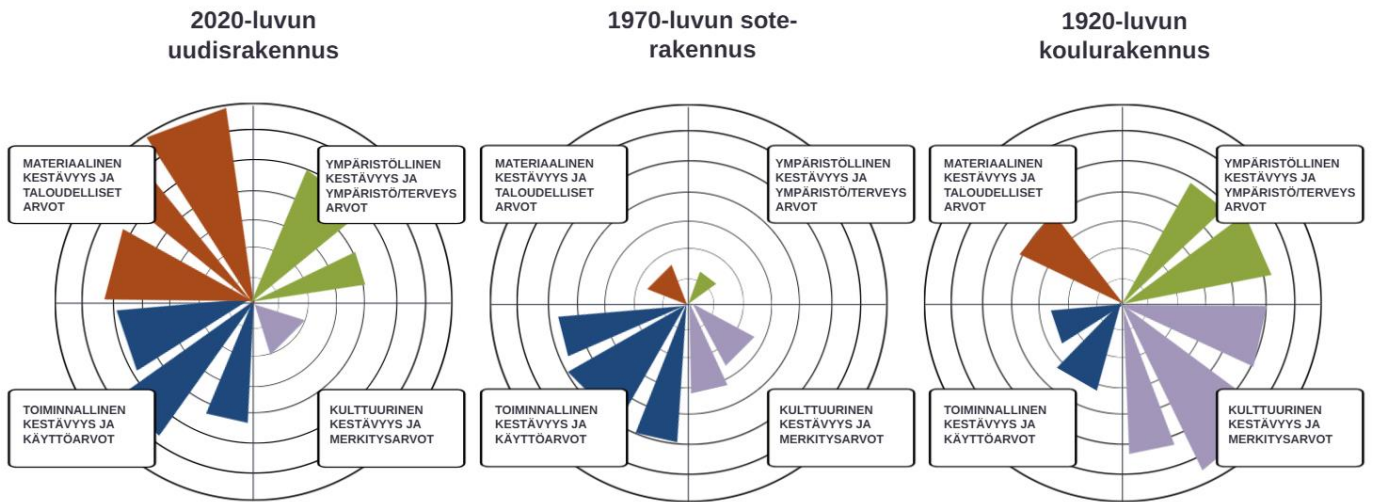 2020-luvun
uudisrakennus
1970-luvun sote-
rakennus
1920-luvun
koulurakennus
MATERIAALINEN
KESTÄVYYS JA
TALOUDELLISET
ARVOT
YMPÄRISTÖLLINEN
KESTÄVYYS JA
YMPÄRISTÖ/TERVEYS
ARVOT
TOIMINNALLINEN
KESTÄVYYS JA
KÄYTTÖARVOT
KULTTUURINEN
KESTÄVYYS JA
MERKITYSARVOT
MATERIAALINEN
KESTÄVYYS JA
TALOUDELLISET
ARVOT
YMPÄRISTÖLLINEN
KESTÄVYYS JA
YMPÄRISTÖ/TERVEYS
ARVOT
TOIMINNALLINEN
KESTÄVYYS JA
KÄYTTÖARVOT
KULTTUURINEN
KESTÄVYYS JA
MERKITYSARVOT
MATERIAALINEN
KESTÄVYYS JA
TALOUDELLISET
ARVOT
YMPÄRISTÖLLINEN
KESTÄVYYS JA
YMPÄRISTÖ/TERVEYS
ARVOT
TOIMINNALLINEN
KESTÄVYYS JA
KÄYTTÖARVOT
KULTTUURINEN
KESTÄVYYS JA
MERKITYSARVOT